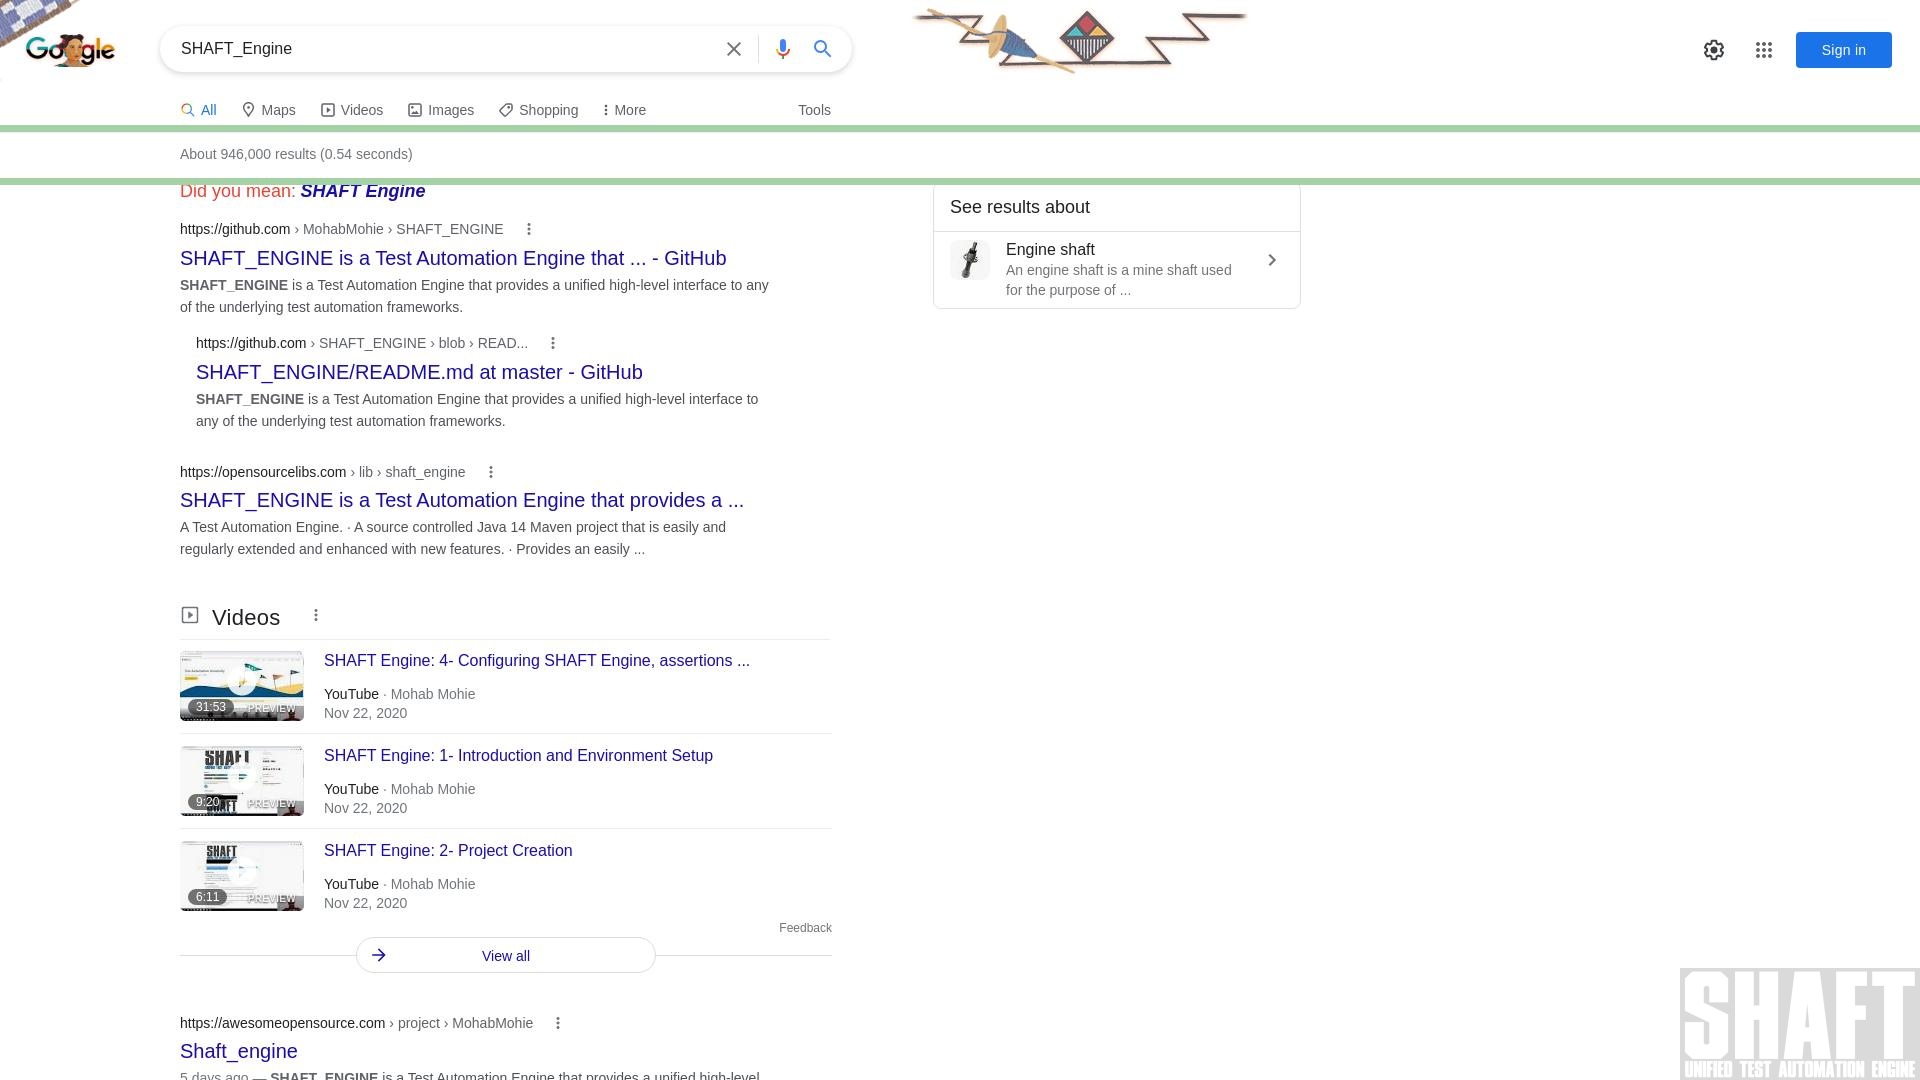 Google
SHAFT_Engine
Sign in
All
Maps
Videos
Images
Shopping
More
Tools
About 946,000 results (0.54 seconds)
Did you mean: SHAFT Engine
https://github.com › MohabMohie › SHAFT_ENGINE
SHAFT_ENGINE is a Test Automation Engine that ... - GitHub
SHAFT_ENGINE is a Test Automation Engine that provides a unified high-level interface to any
of the underlying test automation frameworks.
https://github.com › SHAFT_ENGINE › blob › READ...
SHAFT_ENGINE/README.md at master - GitHub
SHAFT_ENGINE is a Test Automation Engine that provides a unified high-level interface to
any of the underlying test automation frameworks.
https://opensourcelibs.com › lib › shaft_engine
SHAFT_ENGINE is a Test Automation Engine that provides a ...
A Test Automation Engine. · A source controlled Java 14 Maven project that is easily and
regularly extended and enhanced with new features. · Provides an easily ...
Videos
31:53
PREVIEW
SHAFT Engine: 4- Configuring SHAFT Engine, assertions ...
YouTube · Mohab Mohie
Nov 22, 2020
SHAFT
9:20
PREVIEW
SHAFT Engine: 1- Introduction and Environment Setup
YouTube · Mohab Mohie
Nov 22, 2020
SHAFT
6:11
PREVIEW
SHAFT Engine: 2- Project Creation
YouTube · Mohab Mohie
Nov 22, 2020
Feedback
View all
https://awesomeopensource.com › project › MohabMohie
Shaft_engine
5 days ago — SHAFT_ENGINE is a Test Automation Engine that provides a unified high-level
See results about
Engine shaft
An engine shaft is a mine shaft used
for the purpose of ...
SHAFT
UNIFIED TEST AUTOMATION ENGINE